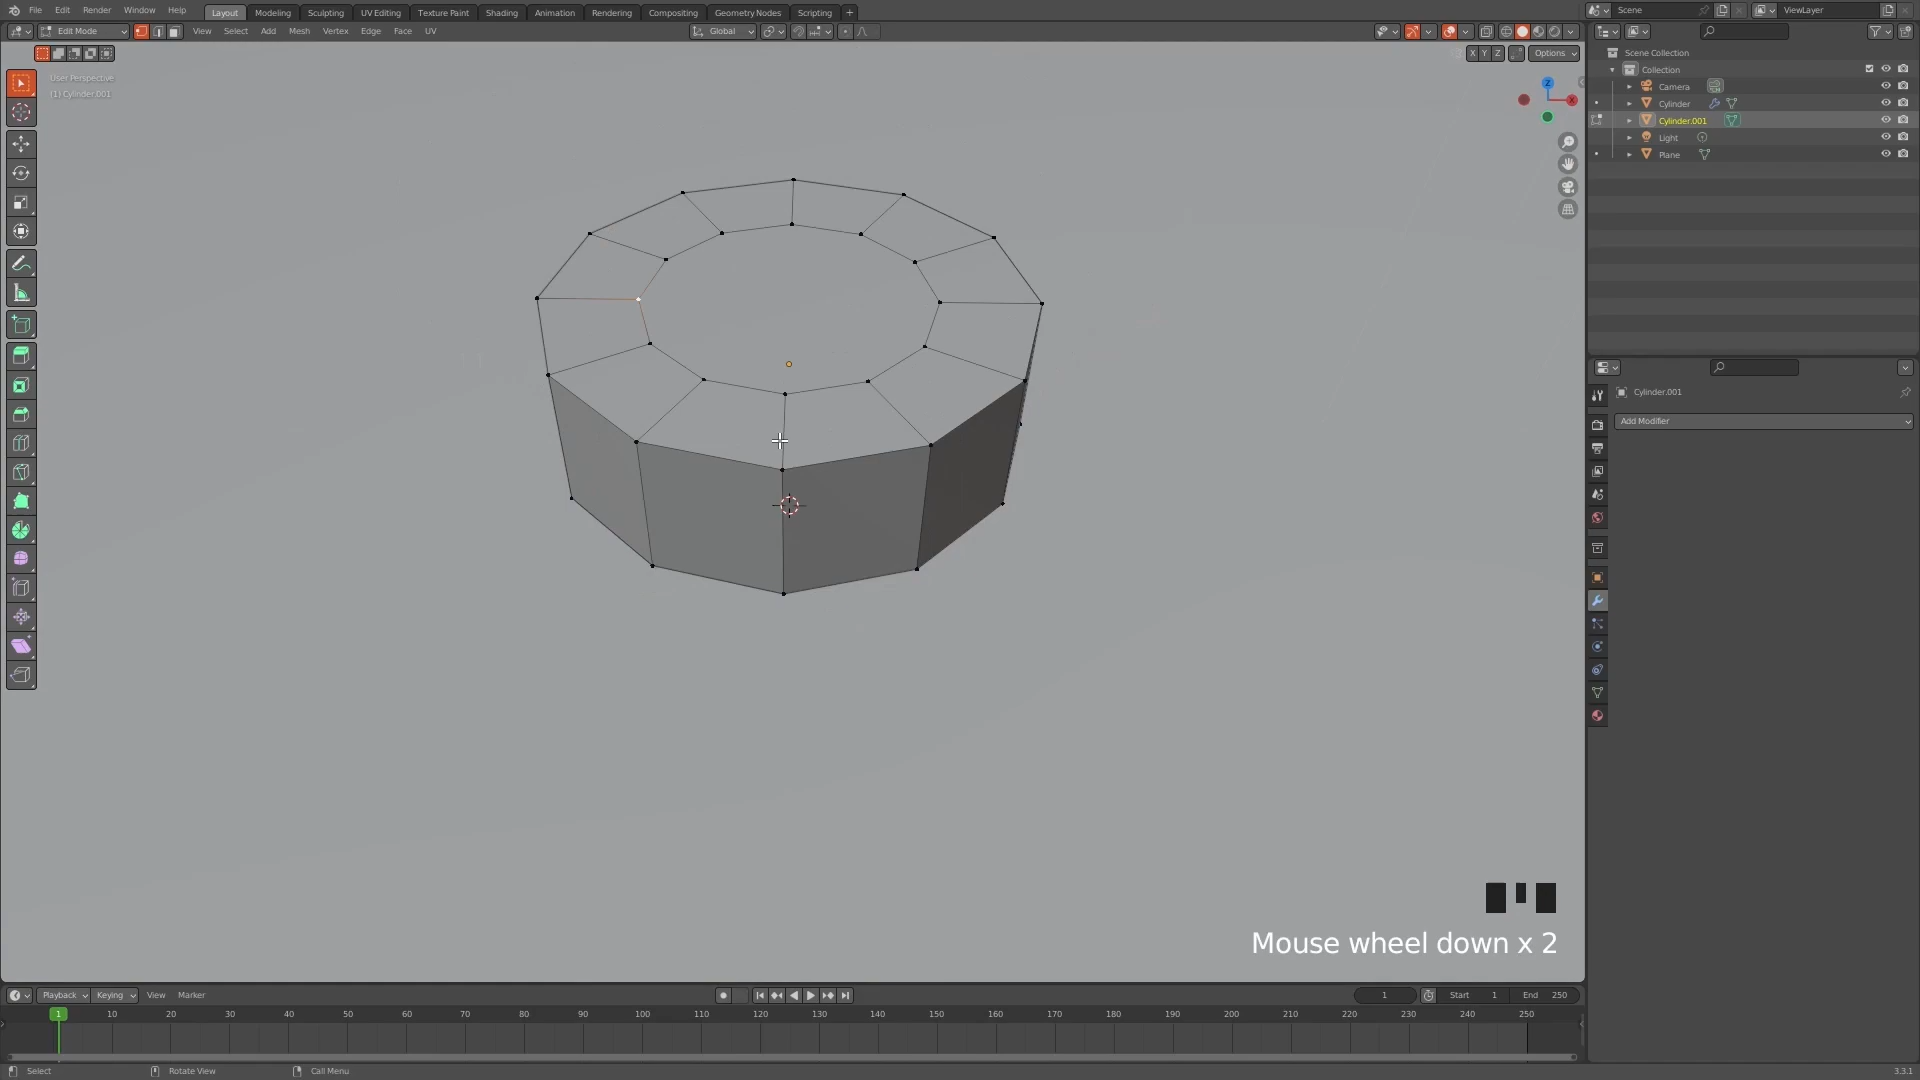 File Edit Render Window Help Layout Modeling Sculpting UV Editing Texture Paint Shading Animation Rendering Compositing Geometry Nodes Scripting + Scene ViewLayer
Edit Mode View Select Add Mesh Vertex Edge Face UV Global
X Y Z Options
User Perspective
(1) Cylinder.001
Z
X
Scene Collection
Collection
Camera
Cylinder
Cylinder.001
Light
Plane
Cylinder.001
Add Modifier
Mouse wheel down x 2
Playback Keying View Marker 1 Start 1 End 250
1 10 20 30 40 50 60 70 80 90 100 110 120 130 140 150 160 170 180 190 200 210 220 230 240 250
Select Rotate View Call Menu 3.3.1